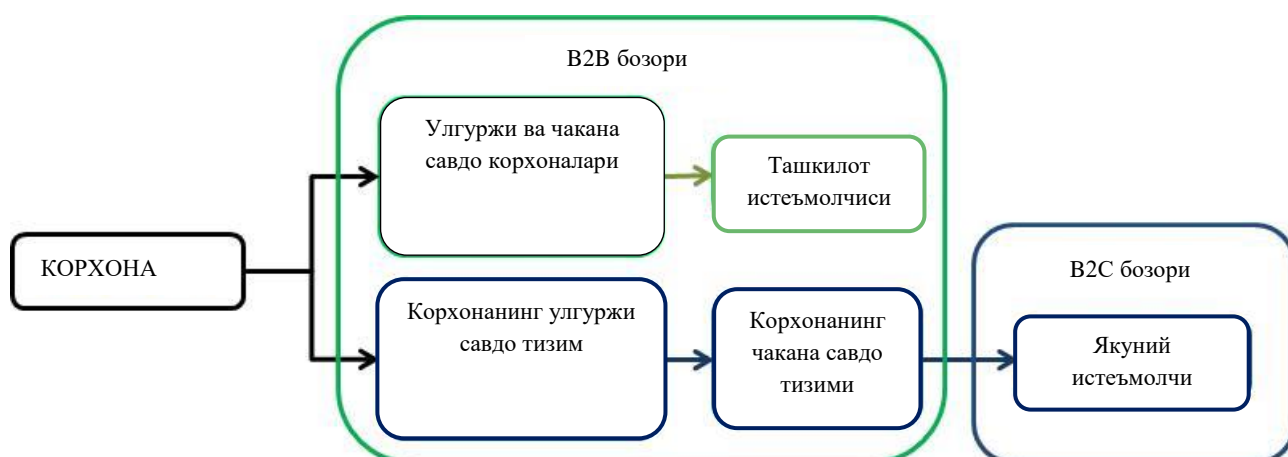 B2B бозори
Улгуржи ва чакана
савдо корхоналари
Ташкилот
истеъмолчиси
КОРХОНА
B2C бозори
Корхонанинг улгуржи
савдо тизим
Корхонанинг
чакана савдо
тизими
Якуний
истеъмолчи